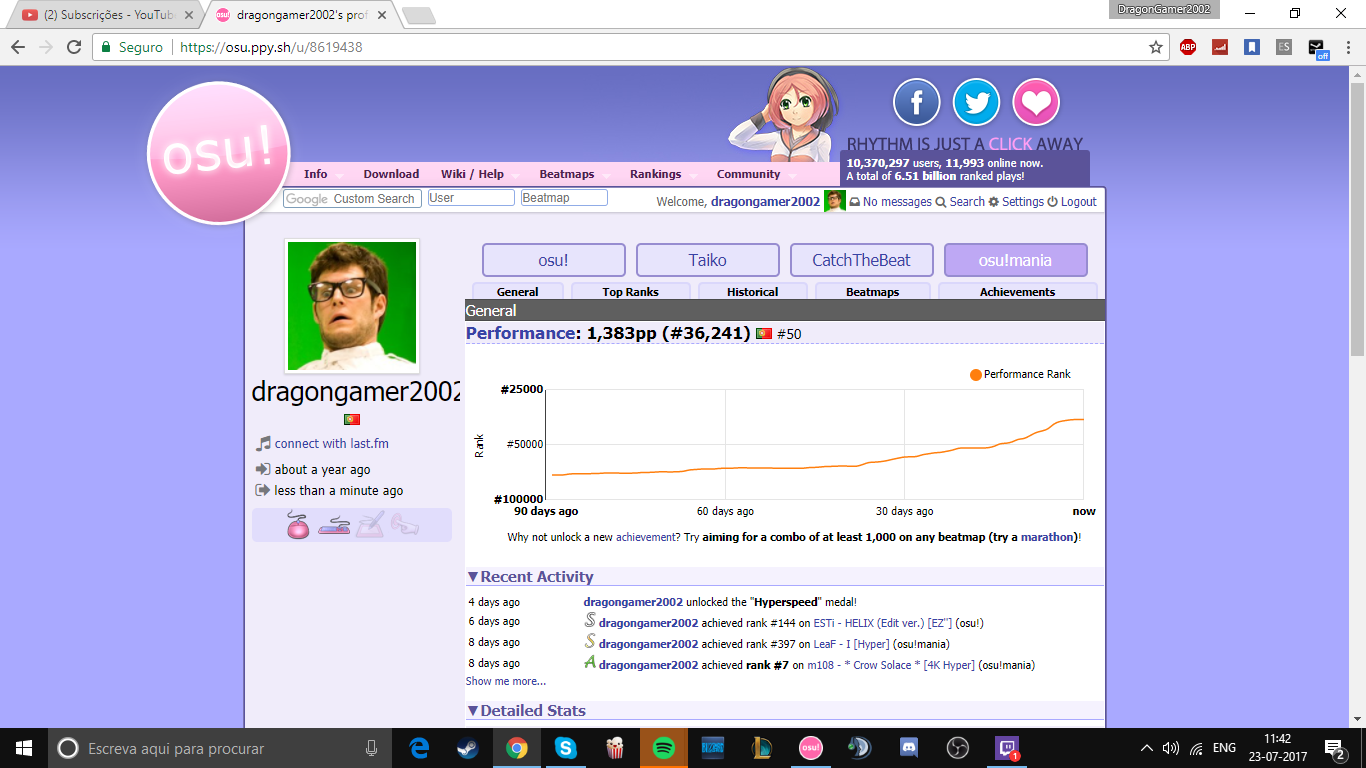 (2) Subscrições - YouTub
dragongamer2002's prof
DragonGamer2002
Seguro
https://osu.ppy.sh/u/8619438
ABP
ES
off
osu!
RHYTHM IS JUST A CLICK AWAY
10,370,297 users, 11,993 online now.
A total of 6.51 billion ranked plays!
Info Download Wiki / Help Beatmaps Rankings Community
Google Custom Search User Beatmap
Welcome, dragongamer2002 No messages Search Settings Logout
osu! Taiko CatchTheBeat osu!mania
General Top Ranks Historical Beatmaps Achievements
General
Performance: 1,383pp (#36,241) #50
dragongamer2002
connect with last.fm
about a year ago
less than a minute ago
Performance Rank
Rank
#25000
#50000
#100000
90 days ago 60 days ago 30 days ago now
Why not unlock a new achievement? Try aiming for a combo of at least 1,000 on any beatmap (try a marathon)!
Recent Activity
4 days ago dragongamer2002 unlocked the "Hyperspeed" medal!
6 days ago S dragongamer2002 achieved rank #144 on ESTi - HELIX (Edit ver.) [EZ"] (osu!)
8 days ago S dragongamer2002 achieved rank #397 on LeaF - I [Hyper] (osu!mania)
8 days ago A dragongamer2002 achieved rank #7 on m108 - * Crow Solace * [4K Hyper] (osu!mania)
Show me more...
Detailed Stats
Escreva aqui para procurar
osu!
1
ENG
11:42
23-07-2017
2